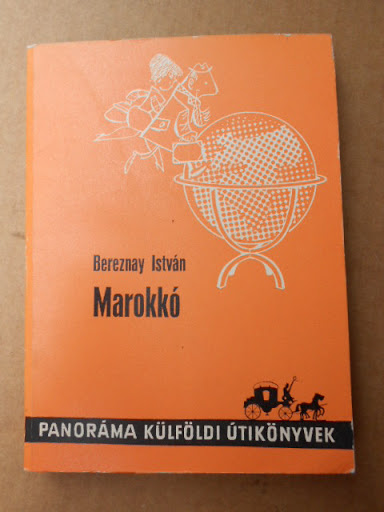 Bereznay István
Marokkó
PANORÁMA KÜLFÖLDI ÚTIKÖNYVEK